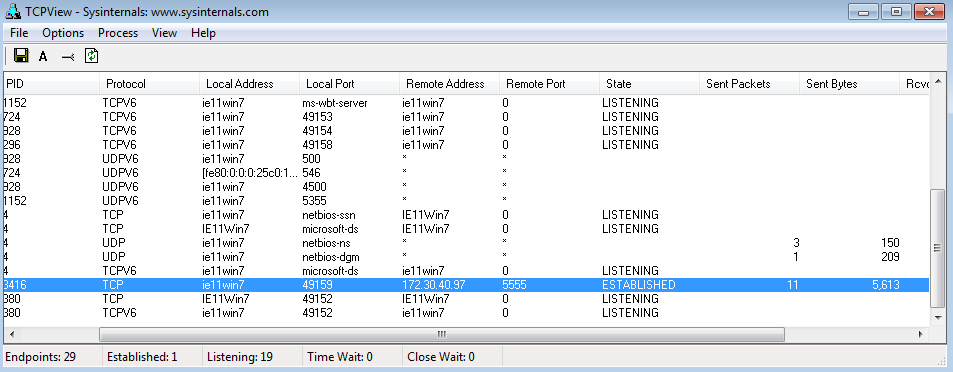 TCPView - Sysinternals: www.sysinternals.com
File Options Process View Help
A
PID Protocol Local Address Local Port Remote Address Remote Port State Sent Packets Sent Bytes Rcvd
1152 TCPV6 ie11win7 ms-wbt-server ie11win7 0 LISTENING
724 TCPV6 ie11win7 49153 ie11win7 0 LISTENING
928 TCPV6 ie11win7 49154 ie11win7 0 LISTENING
296 TCPV6 ie11win7 49158 ie11win7 0 LISTENING
928 UDPV6 ie11win7 500 * *
724 UDPV6 [fe80:0:0:0:25c0:1... 546 * *
928 UDPV6 ie11win7 4500 * *
1152 UDPV6 ie11win7 5355 * *
4 TCP ie11win7 netbios-ssn IE11Win7 0 LISTENING
4 TCP IE11Win7 microsoft-ds IE11Win7 0 LISTENING
4 UDP ie11win7 netbios-ns * * 3 150
4 UDP ie11win7 netbios-dgm * * 1 209
4 TCPV6 ie11win7 microsoft-ds ie11win7 0 LISTENING
3416 TCP ie11win7 49159 172.30.40.97 5555 ESTABLISHED 11 5,613
380 TCP IE11Win7 49152 IE11Win7 0 LISTENING
380 TCPV6 ie11win7 49152 ie11win7 0 LISTENING
Endpoints: 29 Established: 1 Listening: 19 Time Wait: 0 Close Wait: 0